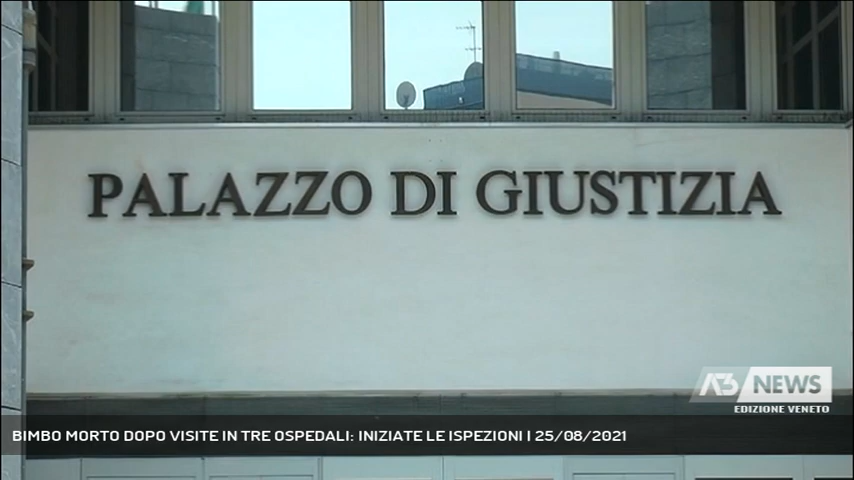 PALAZZO DI GIUSTIZIA
A3 NEWS
EDIZIONE VENETO
BIMBO MORTO DOPO VISITE IN TRE OSPEDALI: INIZIATE LE ISPEZIONI | 25/08/2021